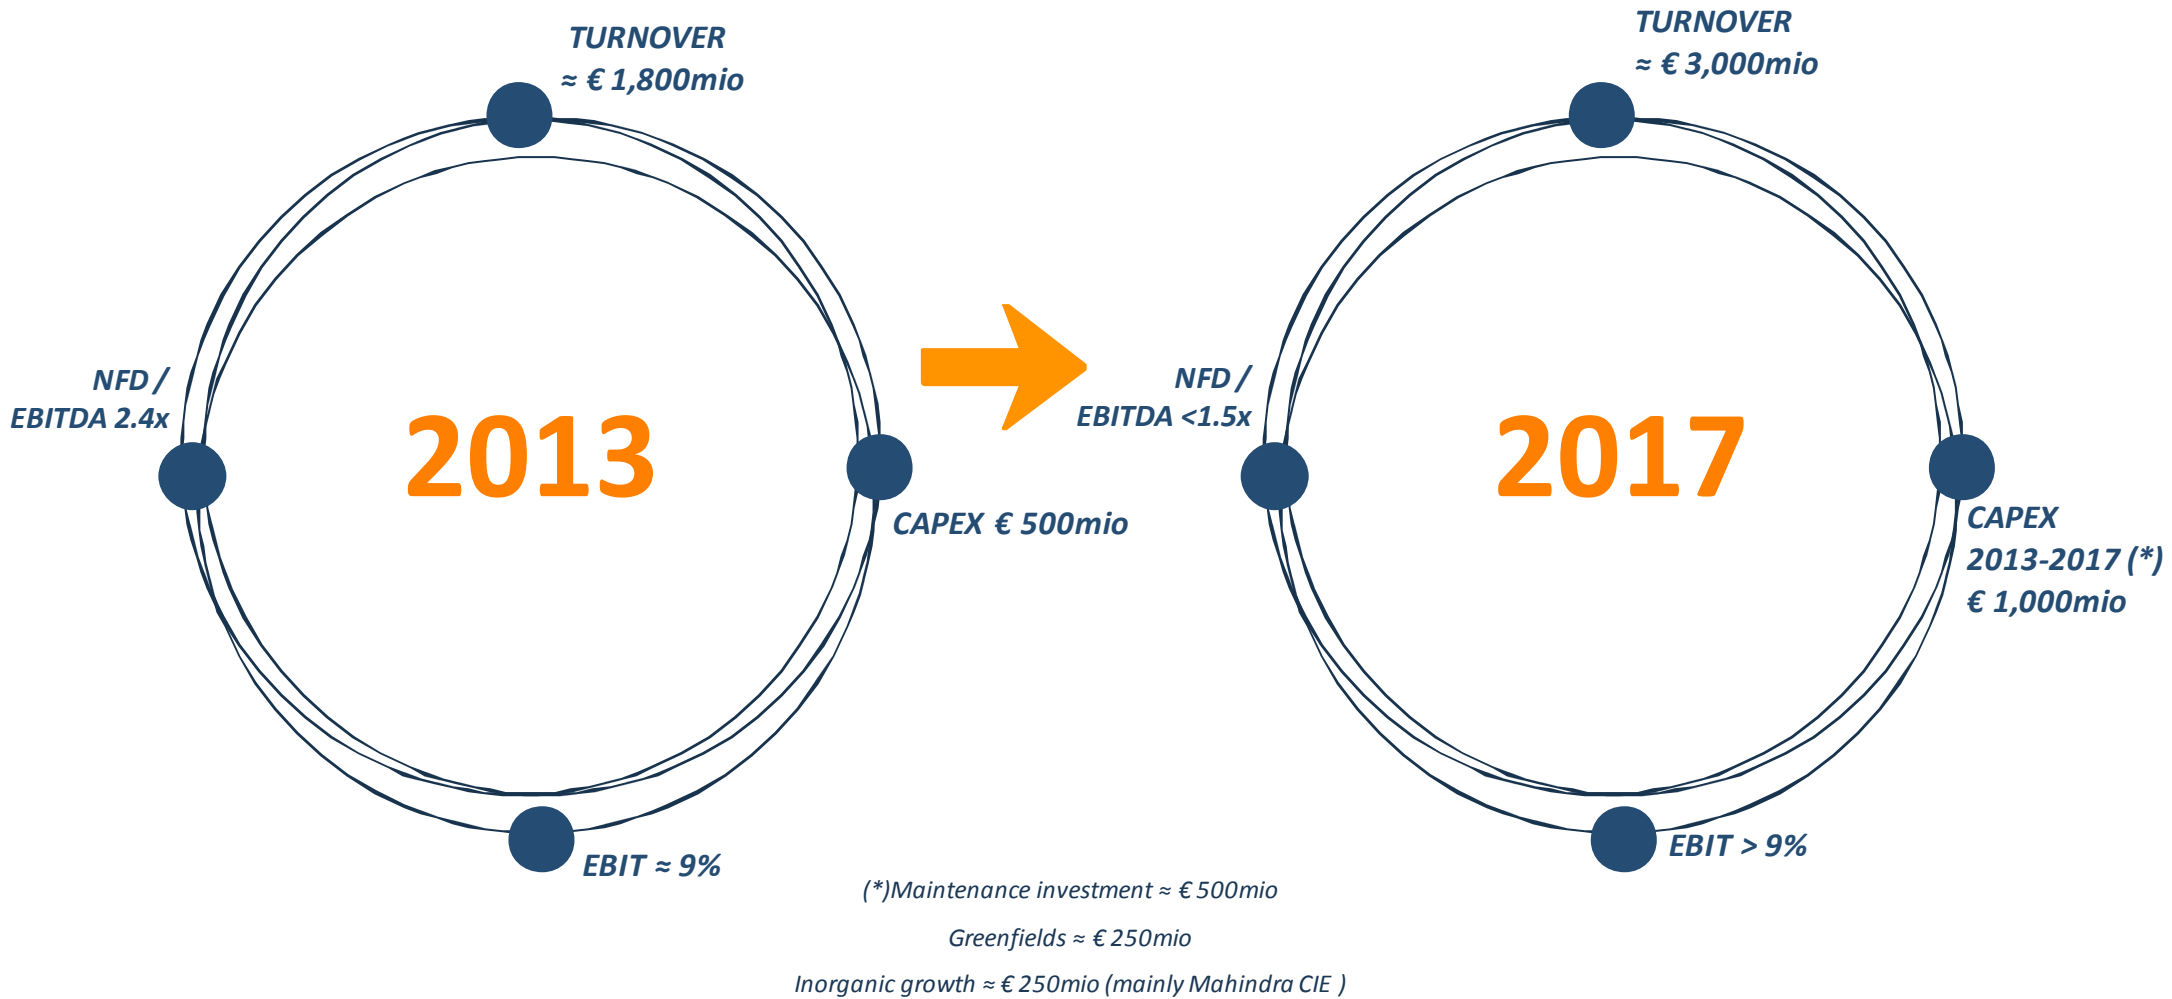 TURNOVER
≈ € 1,800mio
NFD /
EBITDA 2.4x
2013
CAPEX € 500mio
EBIT ≈ 9%
TURNOVER
≈ € 3,000mio
NFD /
EBITDA <1.5x
2017
CAPEX
2013-2017 (*)
€ 1,000mio
EBIT > 9%
(*)Maintenance investment ≈ € 500mio
Greenfields ≈ € 250mio
Inorganic growth ≈ € 250mio (mainly Mahindra CIE )